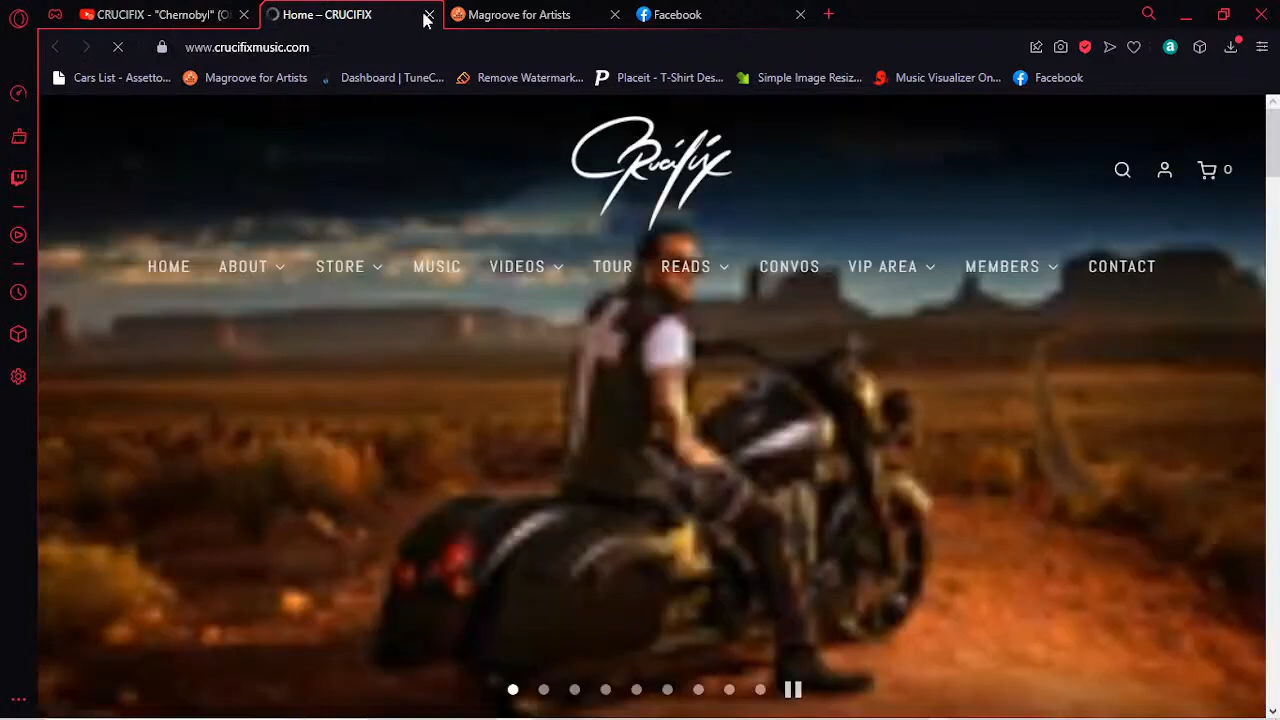 CRUCIFIX - "Chernobyl" (O
Home – CRUCIFIX
Magroove for Artists
Facebook
www.crucifixmusic.com
Cars List - Assetto...
Magroove for Artists
Dashboard | TuneC...
Remove Watermark...
Placeit - T-Shirt Des...
Simple Image Resiz...
Music Visualizer On...
Facebook
Crucifix
0
HOME ABOUT STORE MUSIC VIDEOS TOUR READS CONVOS VIP AREA MEMBERS CONTACT